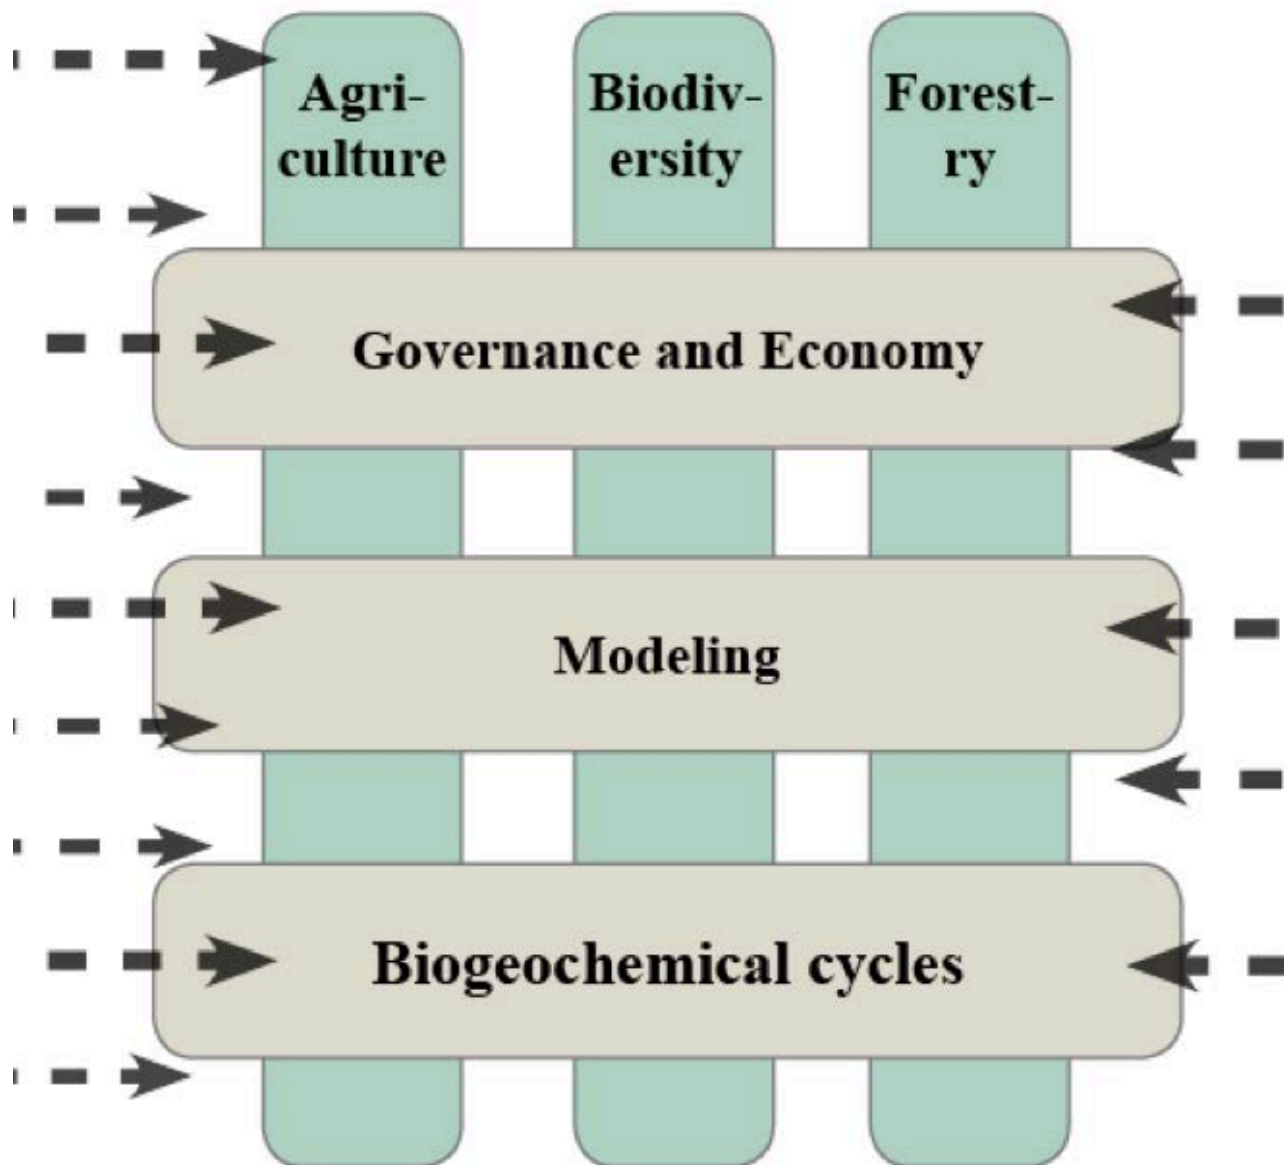 Agri-
culture
Biodiv-
ersity
Forest-
ry
Governance and Economy
Modeling
Biogeochemical cycles